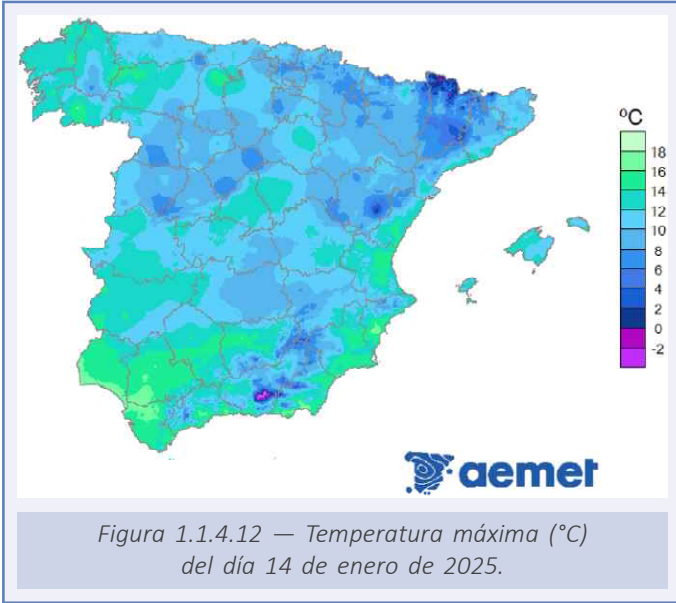 ºC
18
16
14
12
10
8
6
4
2
0
-2
aemet
Figura 1.1.4.12 — Temperatura máxima (°C)
del día 14 de enero de 2025.